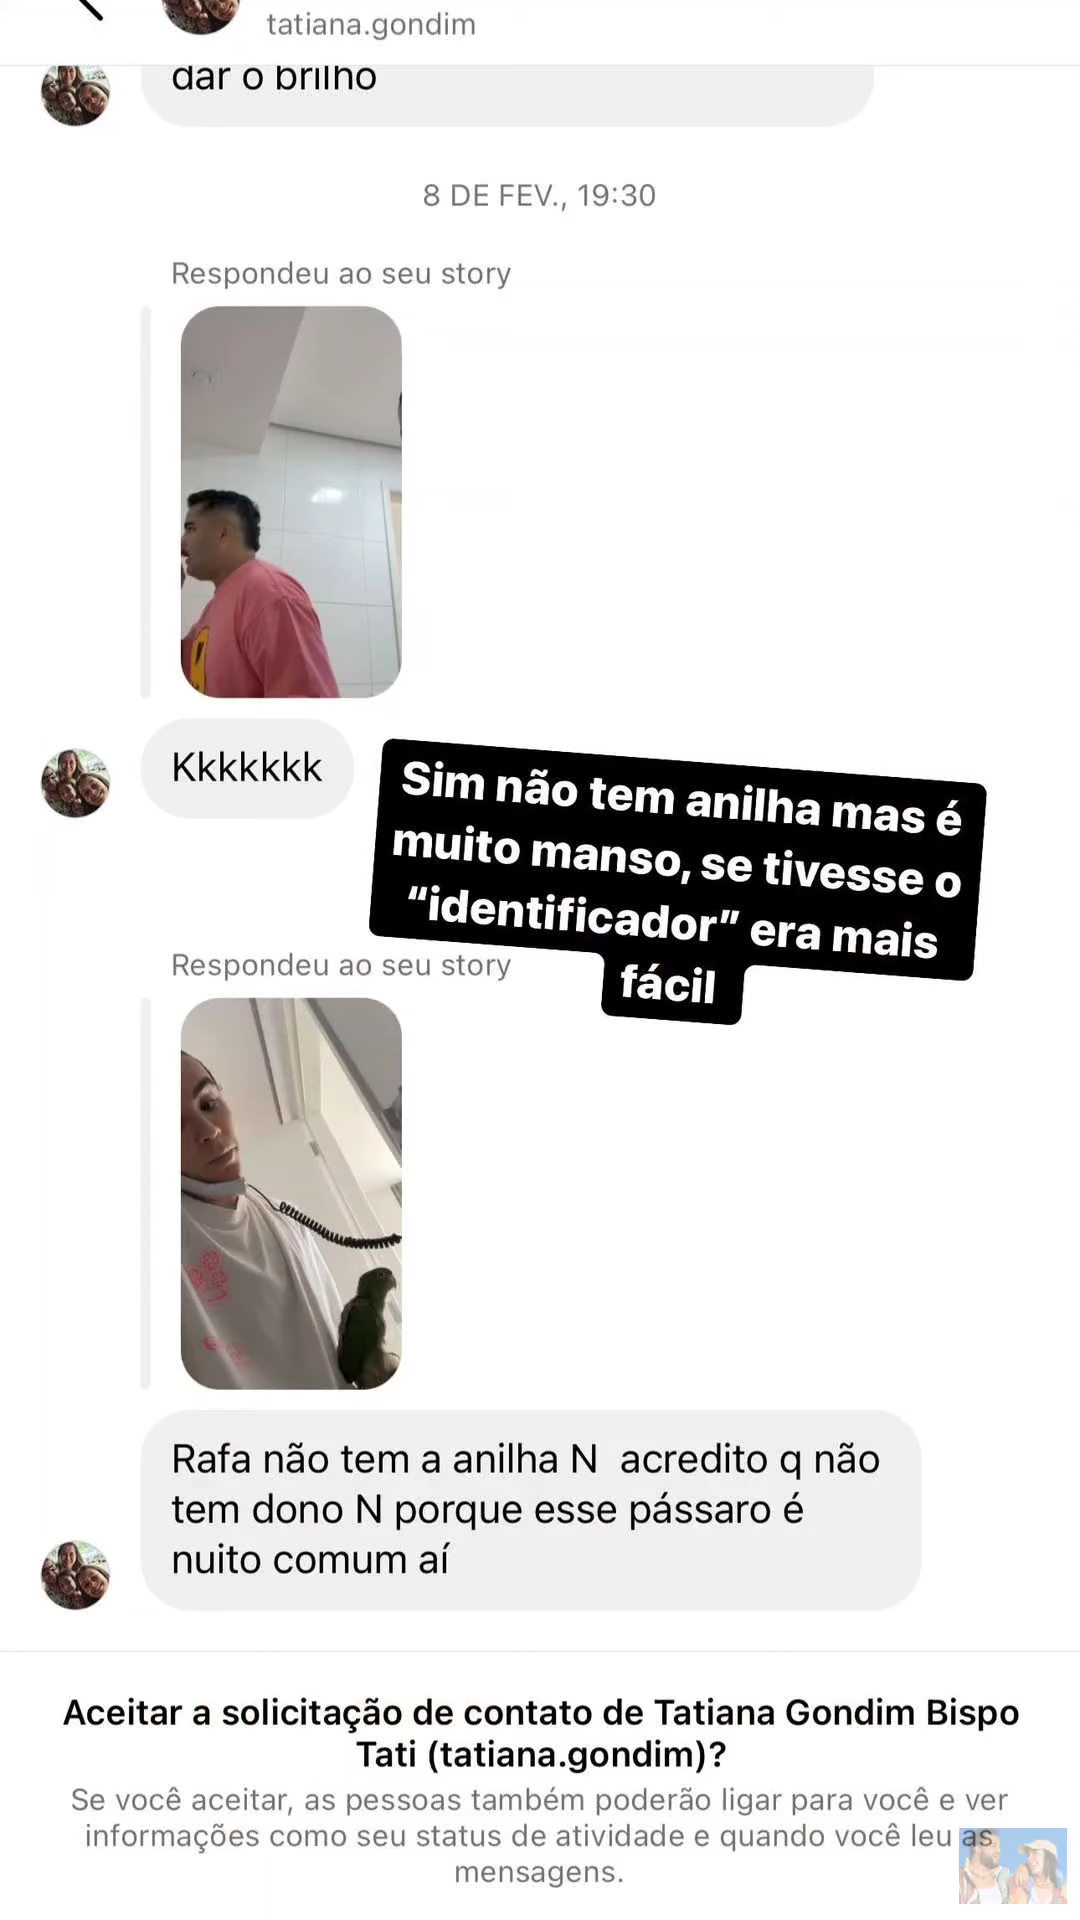 tatiana.gondim
dar o brilho
8 DE FEV., 19:30
Respondeu ao seu story
Kkkkkkk
Sim não tem anilha mas é
muito manso, se tivesse o
“identificador” era mais
fácil
Respondeu ao seu story
Rafa não tem a anilha N  acredito q não
tem dono N porque esse pássaro é
nuito comum aí
Aceitar a solicitação de contato de Tatiana Gondim Bispo
Tati (tatiana.gondim)?
Se você aceitar, as pessoas também poderão ligar para você e ver
informações como seu status de atividade e quando você leu as
mensagens.